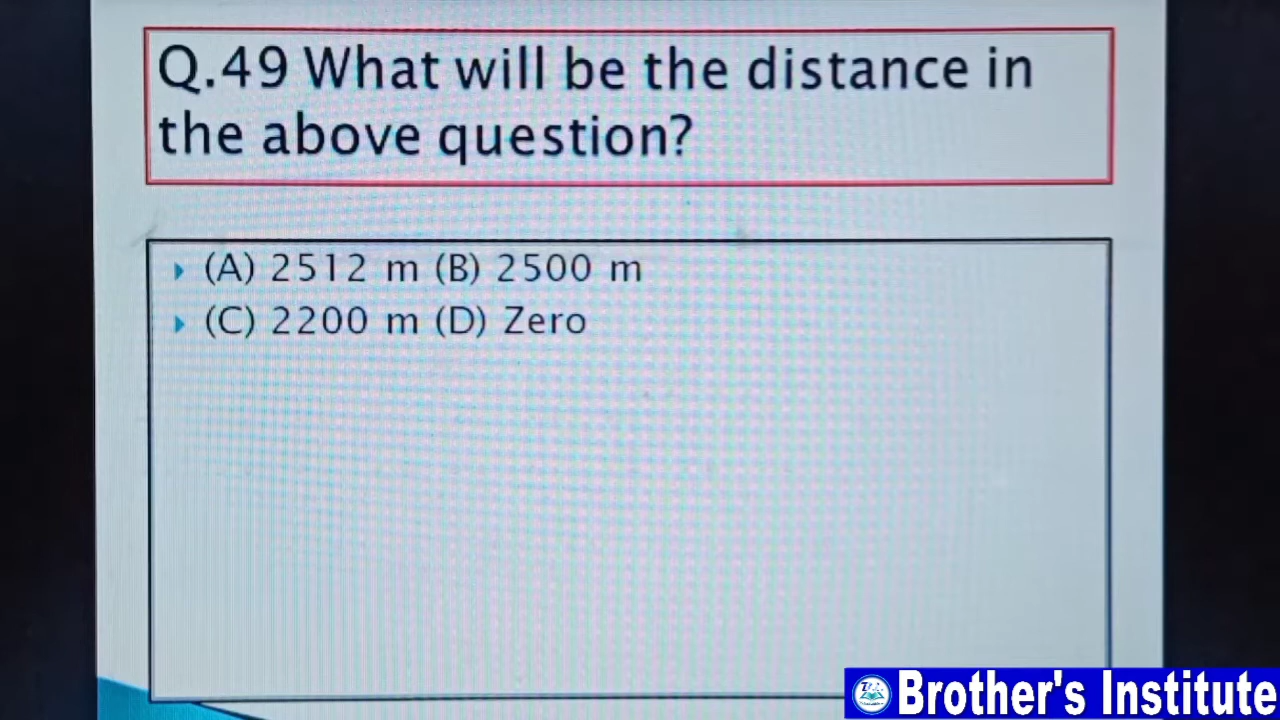 Q.49 What will be the distance in
the above question?
(A) 2512 m (B) 2500 m
(C) 2200 m (D) Zero
Brother's Institute